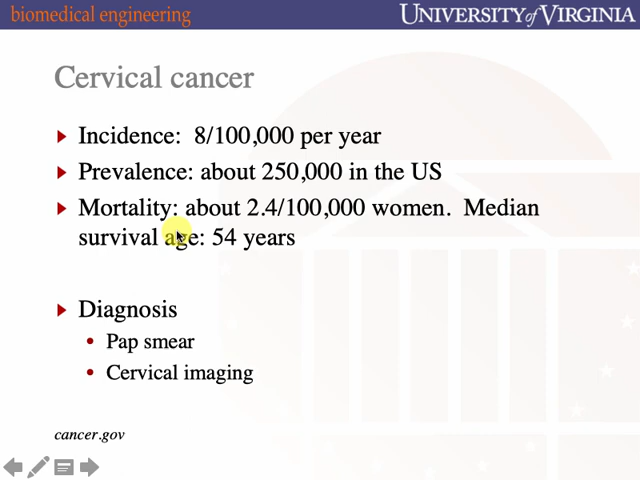 biomedical engineering
UNIVERSITY of VIRGINIA
Cervical cancer
Incidence: 8/100,000 per year
Prevalence: about 250,000 in the US
Mortality: about 2.4/100,000 women. Median
survival age: 54 years
Diagnosis
Pap smear
Cervical imaging
cancer.gov